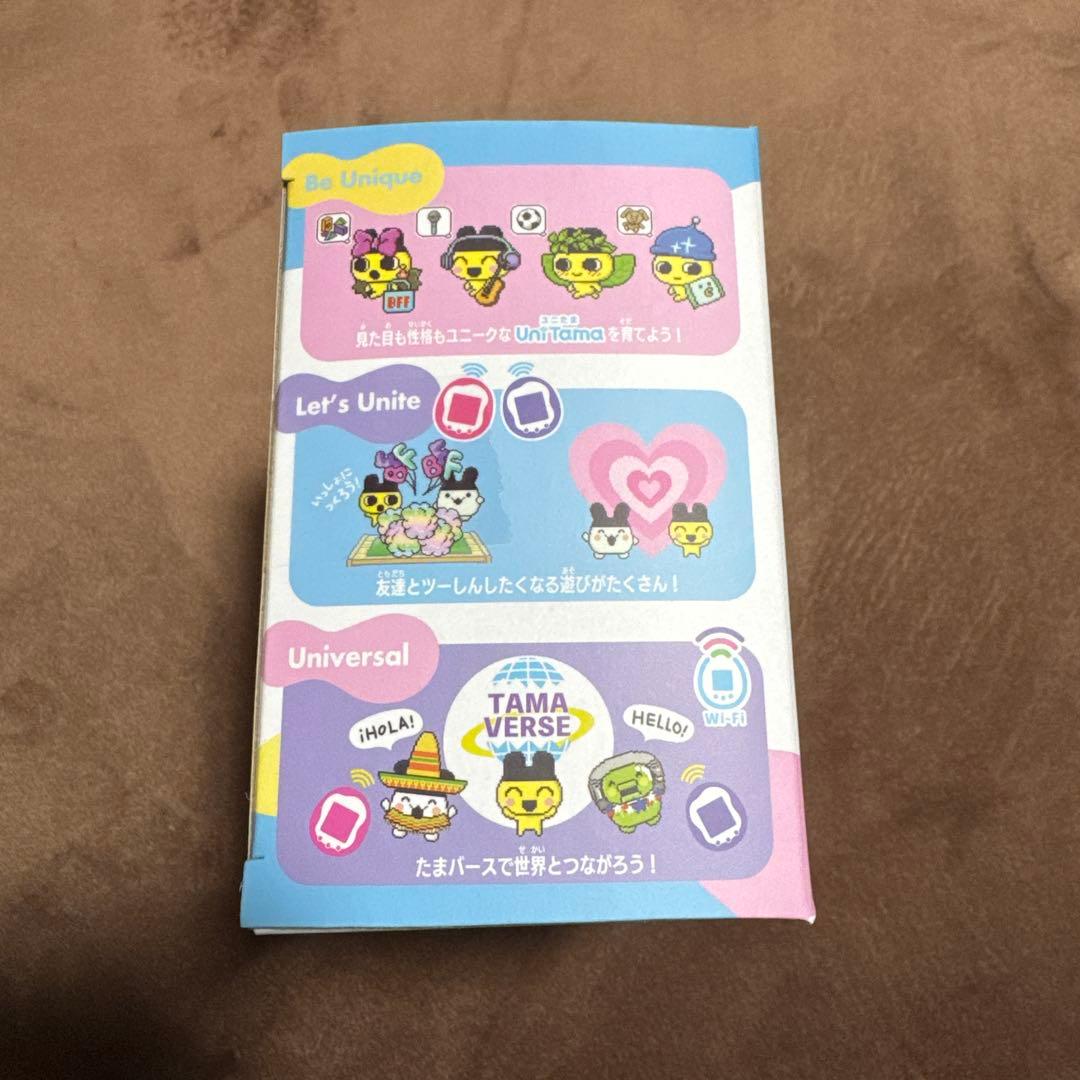 Be Unique
BFF
見た目も性格もユニークなUniTamaを育てよう！
Let's Unite
いっしょに
つくろう！
BFF
友達とツーしんしたくなる遊びがたくさん！
Universal
Wi-Fi
TAMA
VERSE
¡HOLA!
HELLO!
たまバースで世界とつながろう！